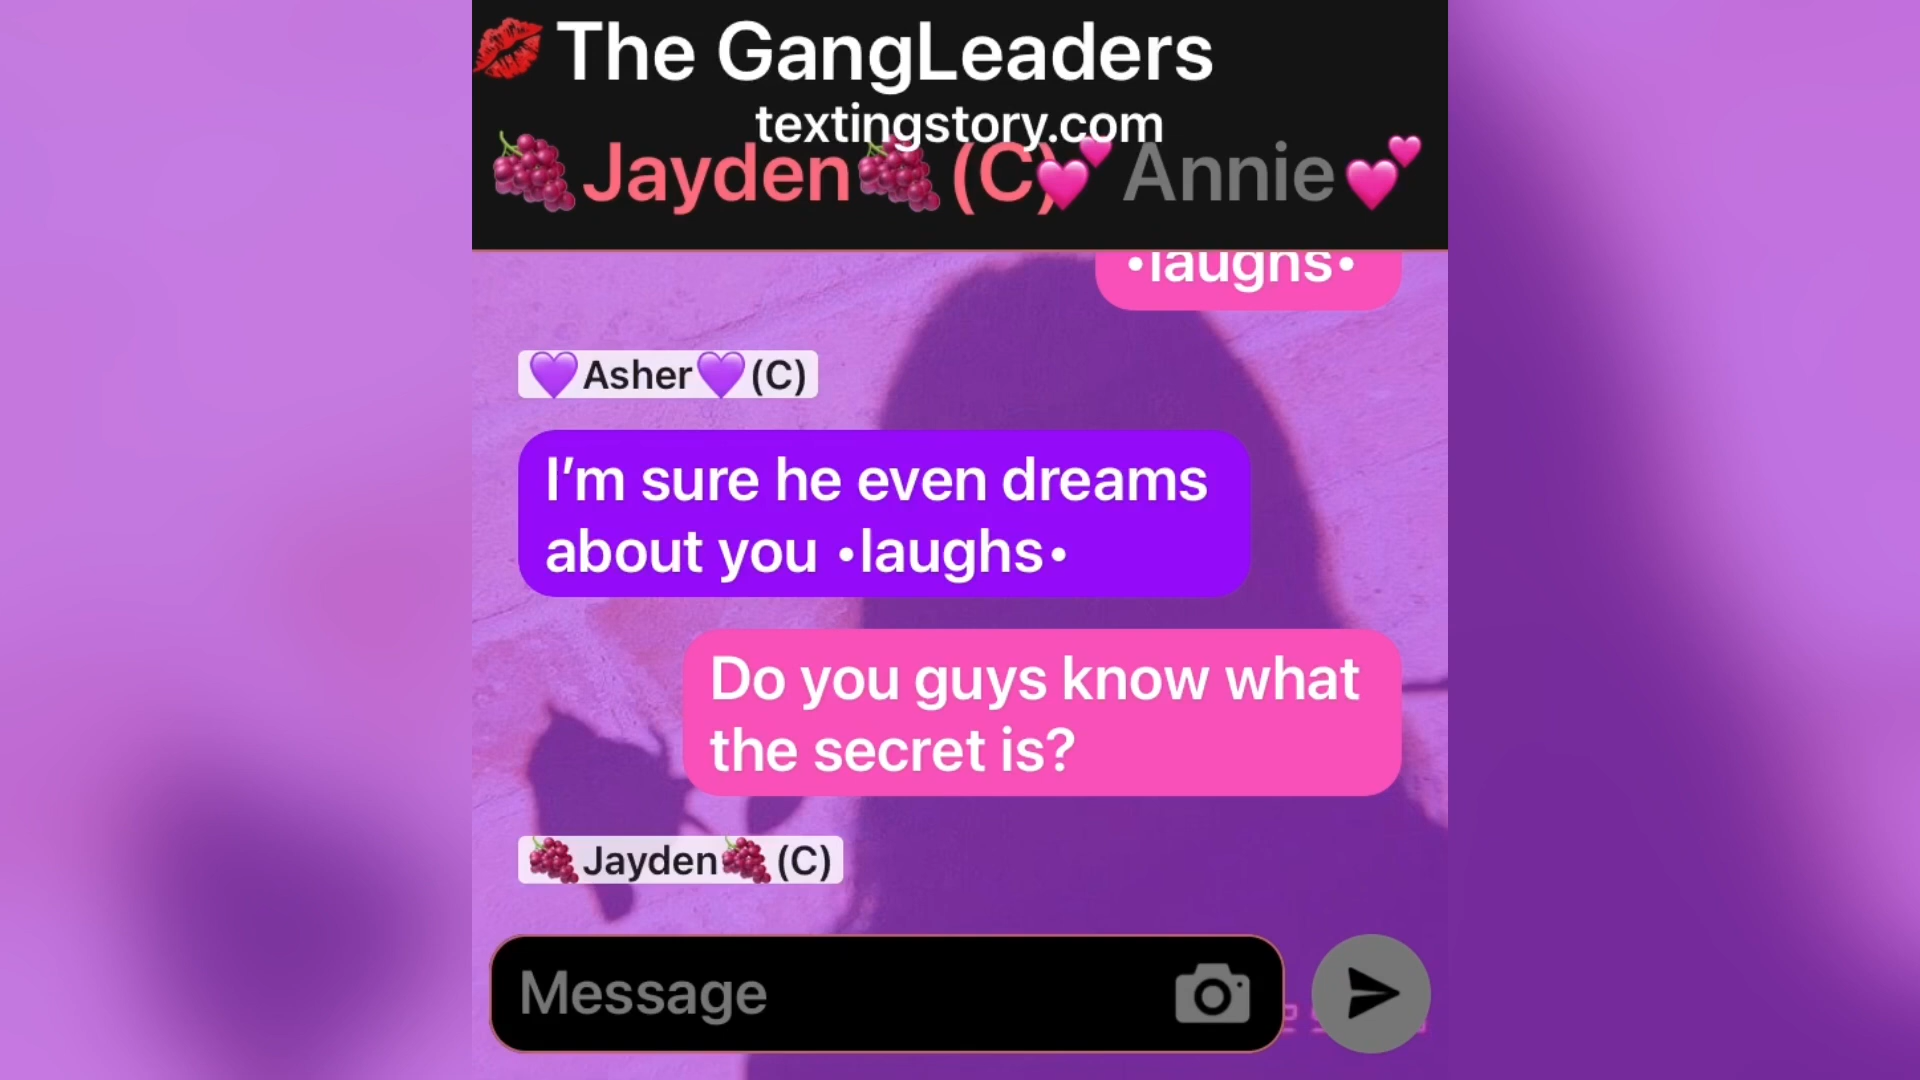 💋The GangLeaders
textingstory.com
🍇Jayden🍇(C) 💕Annie💕
•laughs•
💜Asher💜(C)
I'm sure he even dreams
about you •laughs•
Do you guys know what
the secret is?
🍇Jayden🍇(C)
Message